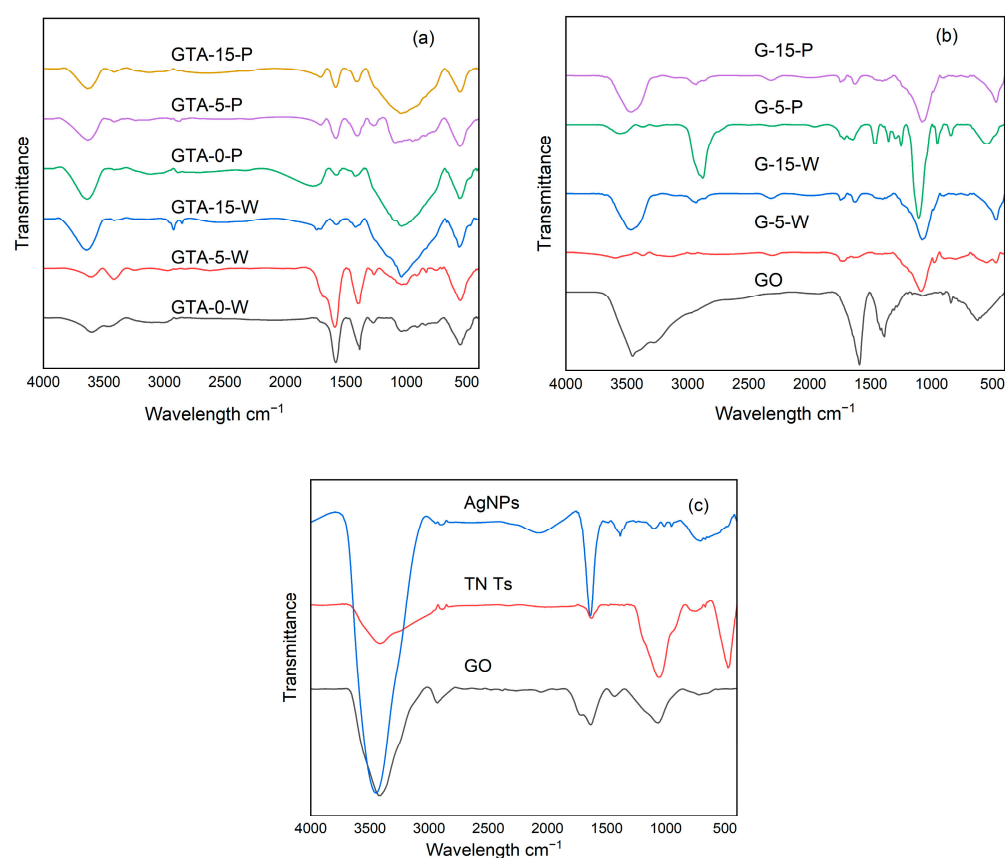 (a)
GTA-15-P
GTA-5-P
GTA-0-P
GTA-15-W
GTA-5-W
GTA-0-W
Transmittance
4000 3500 3000 2500 2000 1500 1000 500
Wavelength cm⁻¹
(b)
G-15-P
G-5-P
G-15-W
G-5-W
GO
Transmittance
4000 3500 3000 2500 2000 1500 1000 500
Wavelength cm⁻¹
(c)
AgNPs
TN Ts
GO
Transmittance
4000 3500 3000 2500 2000 1500 1000 500
Wavelength cm⁻¹